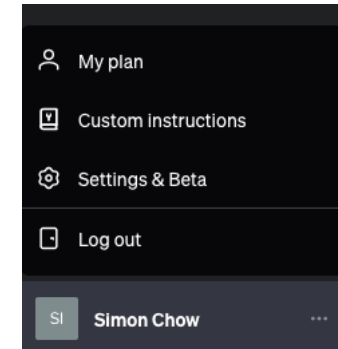 My plan
Custom instructions
Settings & Beta
Log out
SI
Simon Chow